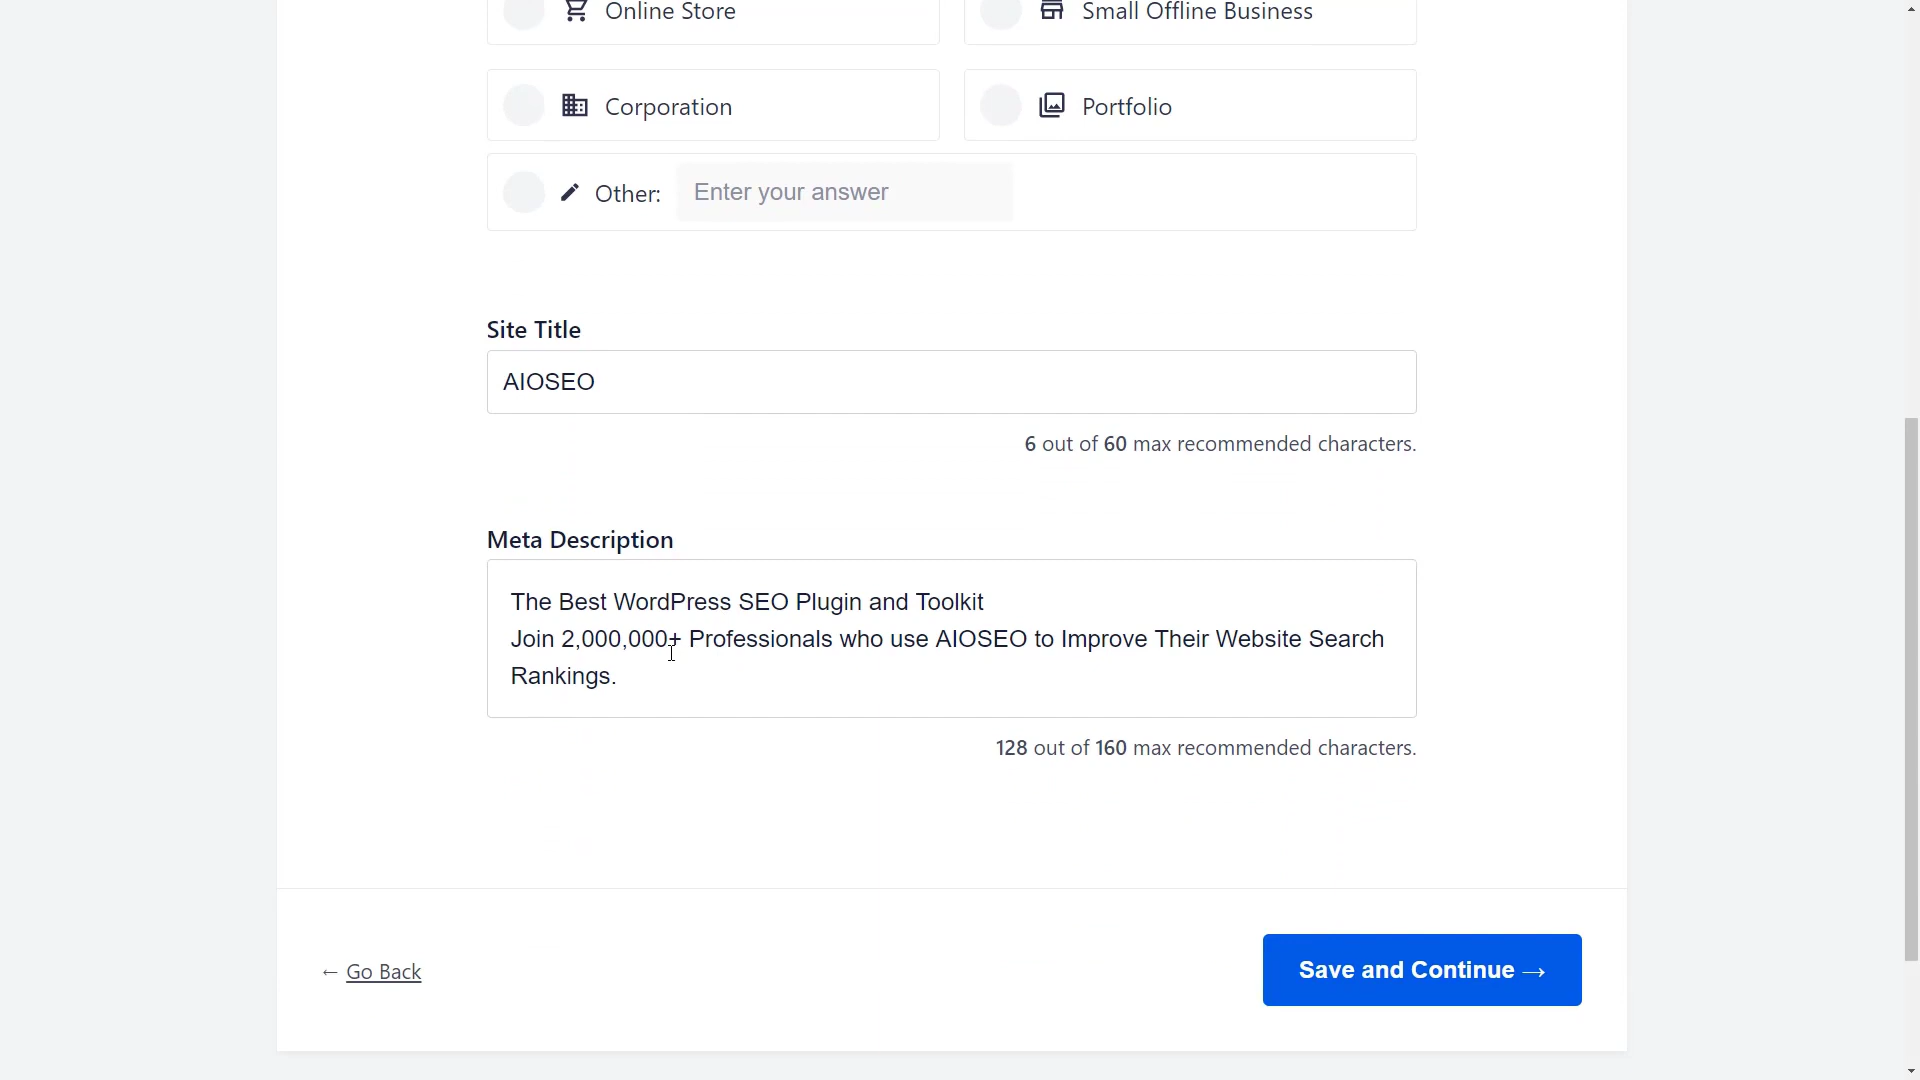 Online Store
Small Offline Business
Corporation
Portfolio
Other: Enter your answer
Site Title
AIOSEO
6 out of 60 max recommended characters.
Meta Description
The Best WordPress SEO Plugin and Toolkit
Join 2,000,000+ Professionals who use AIOSEO to Improve Their Website Search
Rankings.
128 out of 160 max recommended characters.
← Go Back
Save and Continue →